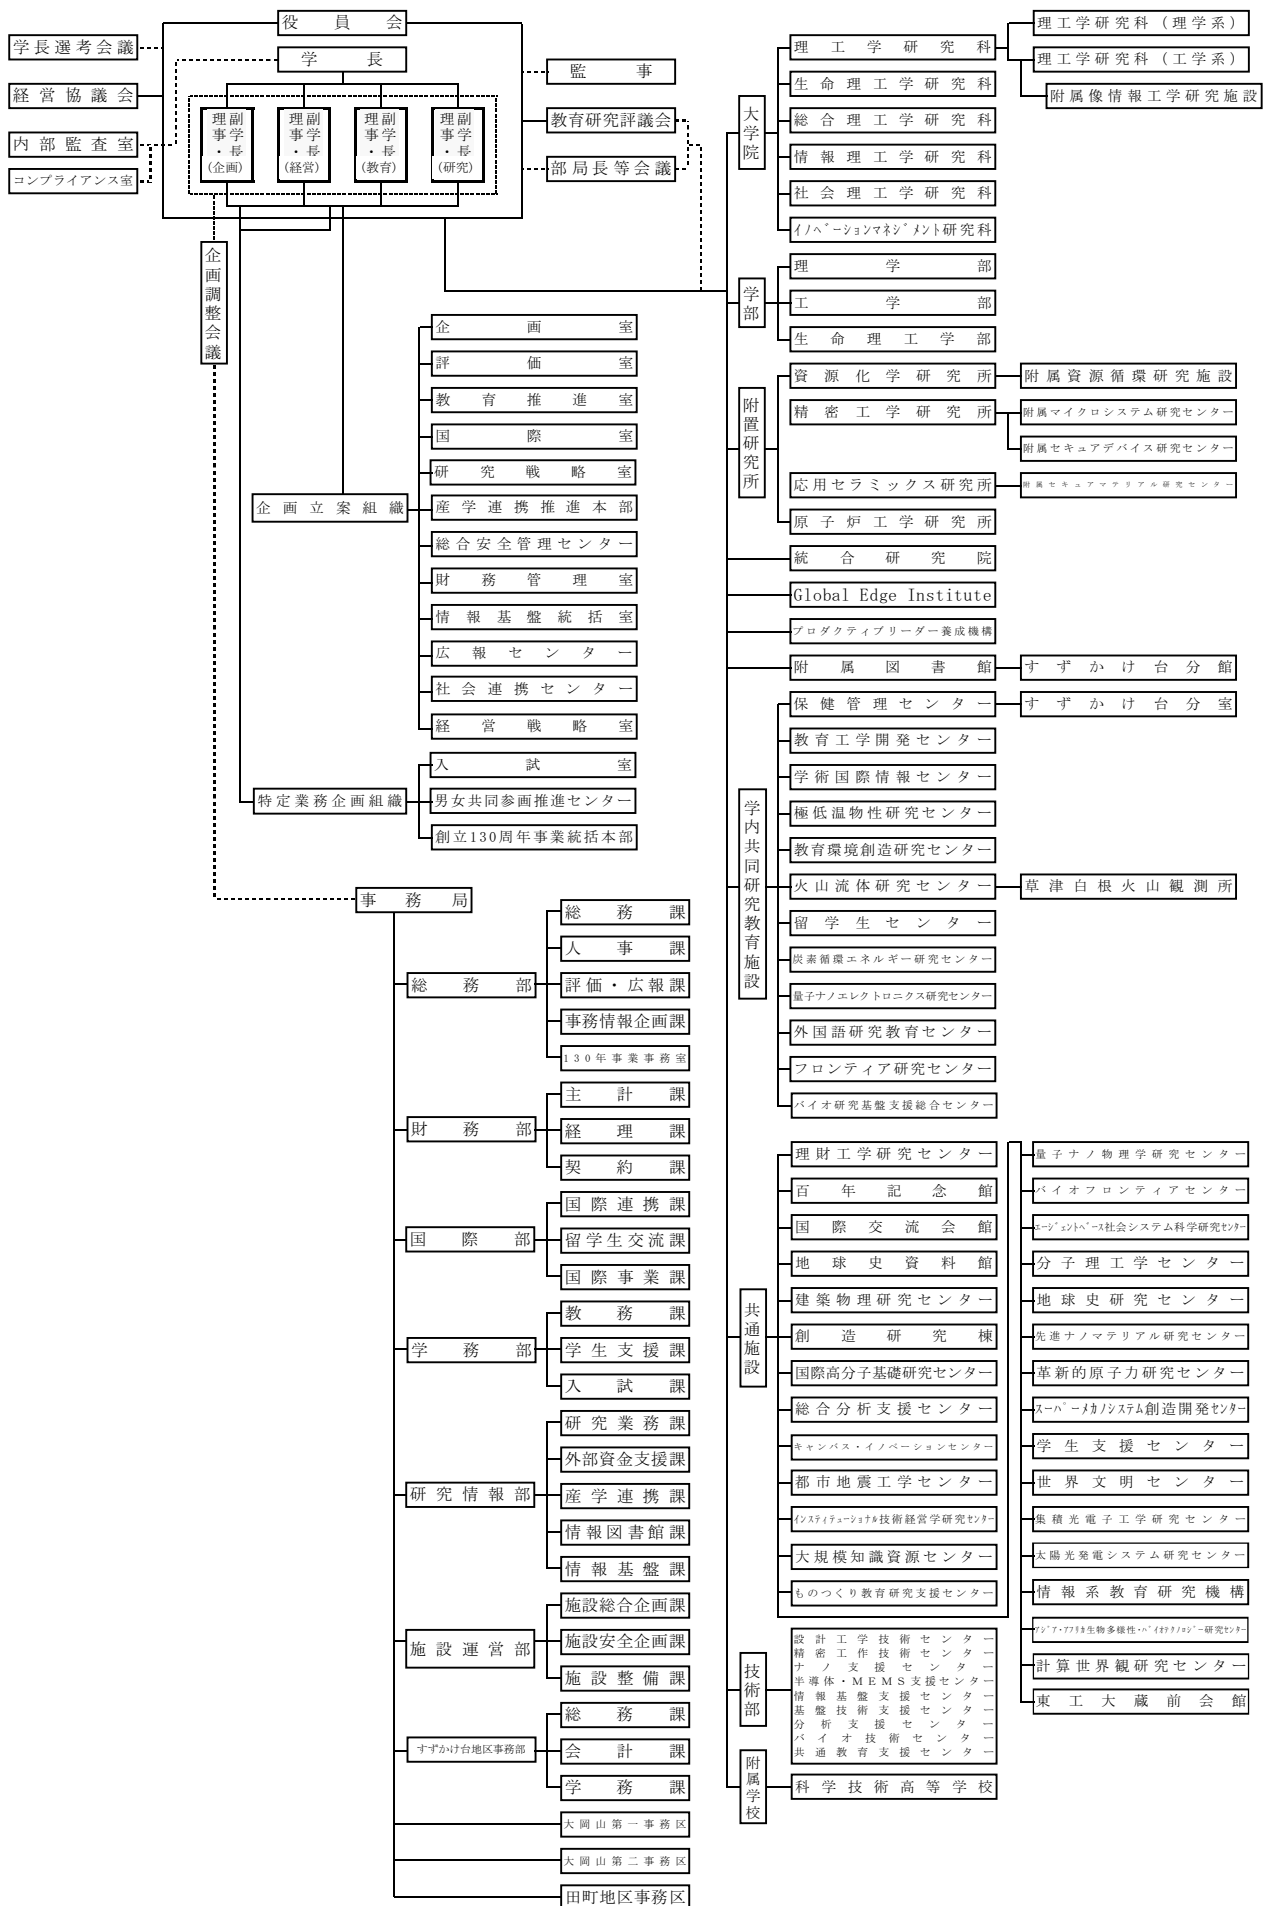 役員会
学長選考会議
学長
監事
経営協議会
理事・副学長(企画)
理事・副学長(経営)
理事・副学長(教育)
理事・副学長(研究)
教育研究評議会
内部監査室
部局長等会議
コンプライアンス室
企画調整会議
企画立案組織
企画室
評価室
教育推進室
国際室
研究戦略室
産学連携推進本部
総合安全管理センター
財務管理室
情報基盤統括室
広報センター
社会連携センター
経営戦略室
特定業務企画組織
入試室
男女共同参画推進センター
創立130周年事業統括本部
事務局
総務部
総務課
人事課
評価・広報課
事務情報企画課
130年事業事務室
財務部
主計課
経理課
契約課
国際部
国際連携課
留学生交流課
国際事業課
学務部
教務課
学生支援課
入試課
研究情報部
研究業務課
外部資金支援課
産学連携課
情報図書館課
情報基盤課
施設運営部
施設総合企画課
施設安全企画課
施設整備課
すずかけ台地区事務部
総務課
会計課
学務課
大岡山第一事務区
大岡山第二事務区
田町地区事務区
大学院
理工学研究科
理工学研究科(理学系)
理工学研究科(工学系)
附属像情報工学研究施設
生命理工学研究科
総合理工学研究科
情報理工学研究科
社会理工学研究科
イノベーションマネジメント研究科
学部
理学部
工学部
生命理工学部
附置研究所
資源化学研究所
附属資源循環研究施設
精密工学研究所
附属マイクロシステム研究センター
附属セキュアデバイス研究センター
応用セラミックス研究所
附属セキュアマテリアル研究センター
原子炉工学研究所
統合研究院
Global Edge Institute
プロダクティブリーダー養成機構
附属図書館
すずかけ台分館
学内共同研究教育施設
保健管理センター
すずかけ台分室
教育工学開発センター
学術国際情報センター
極低温物性研究センター
教育環境創造研究センター
火山流体研究センター
草津白根火山観測所
留学生センター
炭素循環エネルギー研究センター
量子ナノエレクトロニクス研究センター
外国語研究教育センター
フロンティア研究センター
バイオ研究基盤支援総合センター
共通施設
理財工学研究センター
百年記念館
国際交流会館
地球史資料館
建築物理研究センター
創造研究棟
国際高分子基礎研究センター
総合分析支援センター
キャンパス・イノベーションセンター
都市地震工学センター
インスティテューショナル技術経営学研究センター
大規模知識資源センター
ものつくり教育研究支援センター
量子ナノ物理学研究センター
バイオフロンティアセンター
エージェントベース社会システム科学研究センター
分子理工学センター
地球史研究センター
先進ナノマテリアル研究センター
革新的原子力研究センター
スーパーメカノシステム創造開発センター
学生支援センター
世界文明センター
集積光電子工学研究センター
太陽光発電システム研究センター
情報系教育研究機構
アジア・アフリカ生物多様性・バイオテクノロジー研究センター
計算世界観研究センター
東工大蔵前会館
技術部
設計工学技術センター
精密工作技術センター
ナノ支援センター
半導体・MEMS支援センター
情報基盤支援センター
基盤技術支援センター
分析支援センター
バイオ技術センター
共通教育支援センター
附属学校
科学技術高等学校